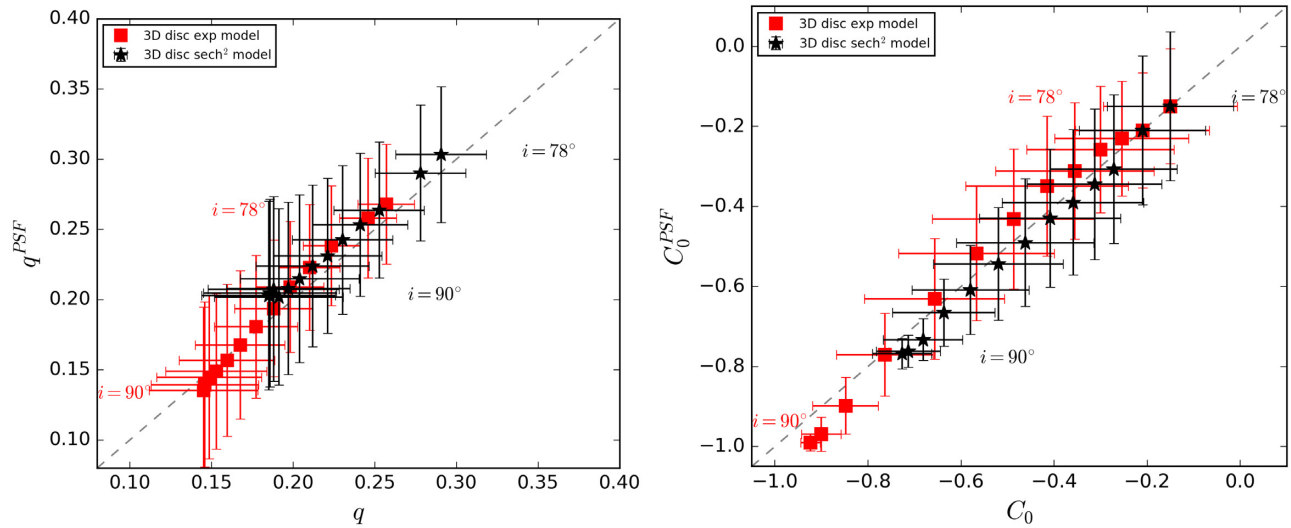 0.40
0.35
0.30
0.25
0.20
0.15
0.10
q^{PSF}
3D disc exp model
3D disc sech² model
i = 78°
i = 78°
i = 90°
i = 90°
0.10 0.15 0.20 0.25 0.30 0.35 0.40
q
0.0
−0.2
−0.4
−0.6
−0.8
−1.0
C_0^{PSF}
3D disc exp model
3D disc sech² model
i = 78°
i = 78°
i = 90°
i = 90°
−1.0 −0.8 −0.6 −0.4 −0.2 0.0
C_0